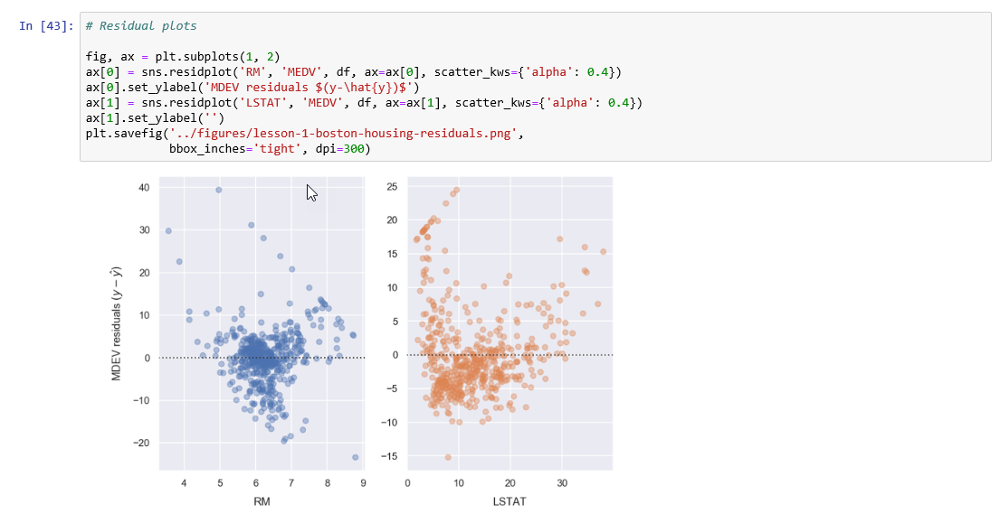 In [43]:
# Residual plots
fig, ax = plt.subplots(1, 2)
ax[0] = sns.residplot('RM', 'MEDV', df, ax=ax[0], scatter_kws={'alpha': 0.4})
ax[0].set_ylabel('MDEV residuals $(y-\hat{y})$')
ax[1] = sns.residplot('LSTAT', 'MEDV', df, ax=ax[1], scatter_kws={'alpha': 0.4})
ax[1].set_ylabel('')
plt.savefig('../figures/lesson-1-boston-housing-residuals.png',
            bbox_inches='tight', dpi=300)
MDEV residuals (y − ŷ)
40
30
20
10
0
−10
−20
4 5 6 7 8 9
RM
25
20
15
10
5
0
−5
−10
−15
0 10 20 30
LSTAT